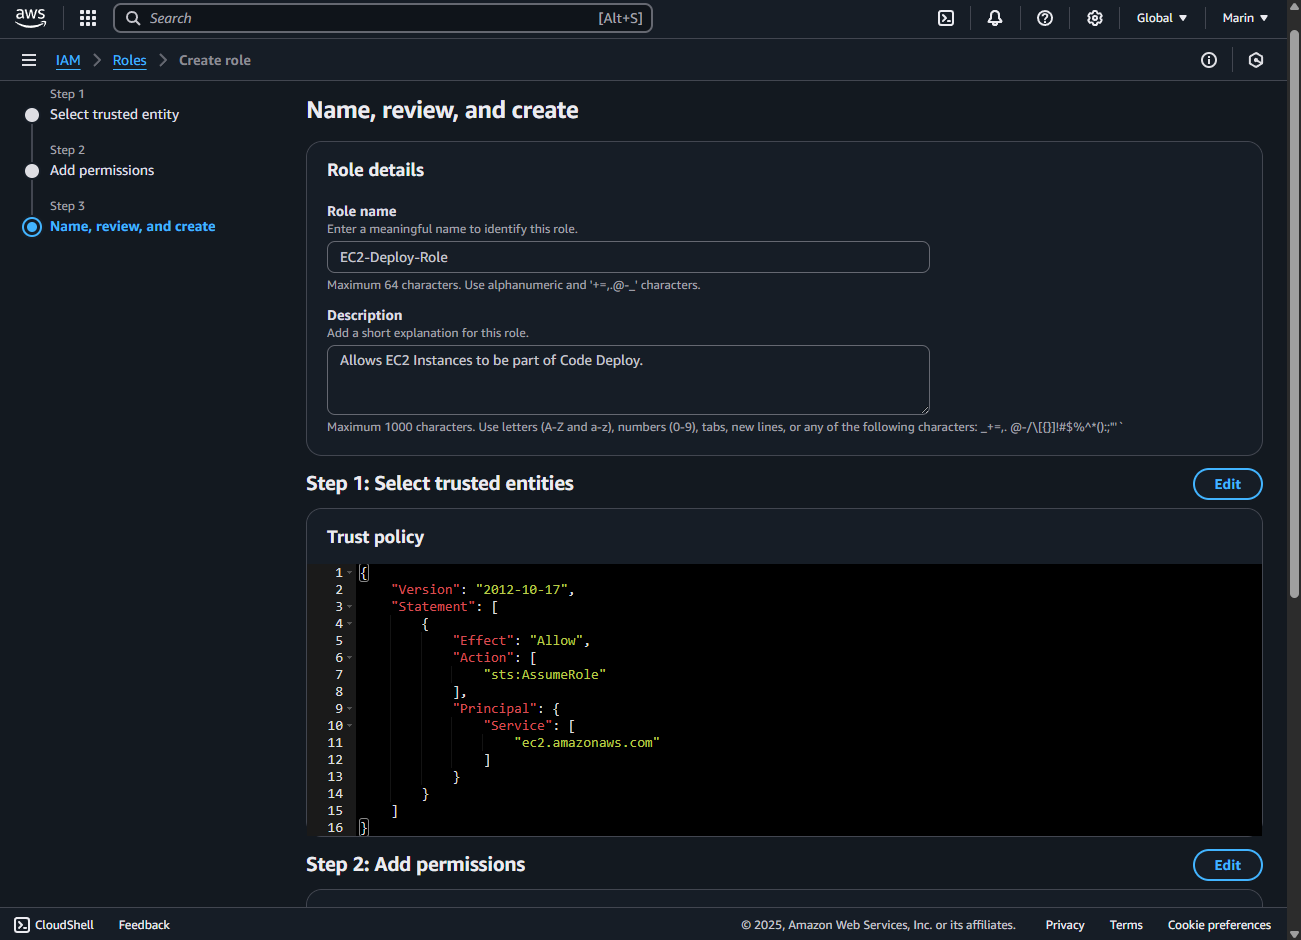 aws
Search [Alt+S]
Global
Marin
IAM
Roles
Create role
Step 1
Select trusted entity
Step 2
Add permissions
Step 3
Name, review, and create
Name, review, and create
Role details
Role name
Enter a meaningful name to identify this role.
EC2-Deploy-Role
Maximum 64 characters. Use alphanumeric and '+=,.@-_' characters.
Description
Add a short explanation for this role.
Allows EC2 Instances to be part of Code Deploy.
Maximum 1000 characters. Use letters (A-Z and a-z), numbers (0-9), tabs, new lines, or any of the following characters: _+=,. @-/\[{}]!#$%^*();:"'`
Step 1: Select trusted entities
Edit
Trust policy
1 {
2 "Version": "2012-10-17",
3 "Statement": [
4 {
5 "Effect": "Allow",
6 "Action": [
7 "sts:AssumeRole"
8 ],
9 "Principal": {
10 "Service": [
11 "ec2.amazonaws.com"
12 ]
13 }
14 }
15 ]
16 }
Step 2: Add permissions
Edit
CloudShell
Feedback
© 2025, Amazon Web Services, Inc. or its affiliates.
Privacy
Terms
Cookie preferences